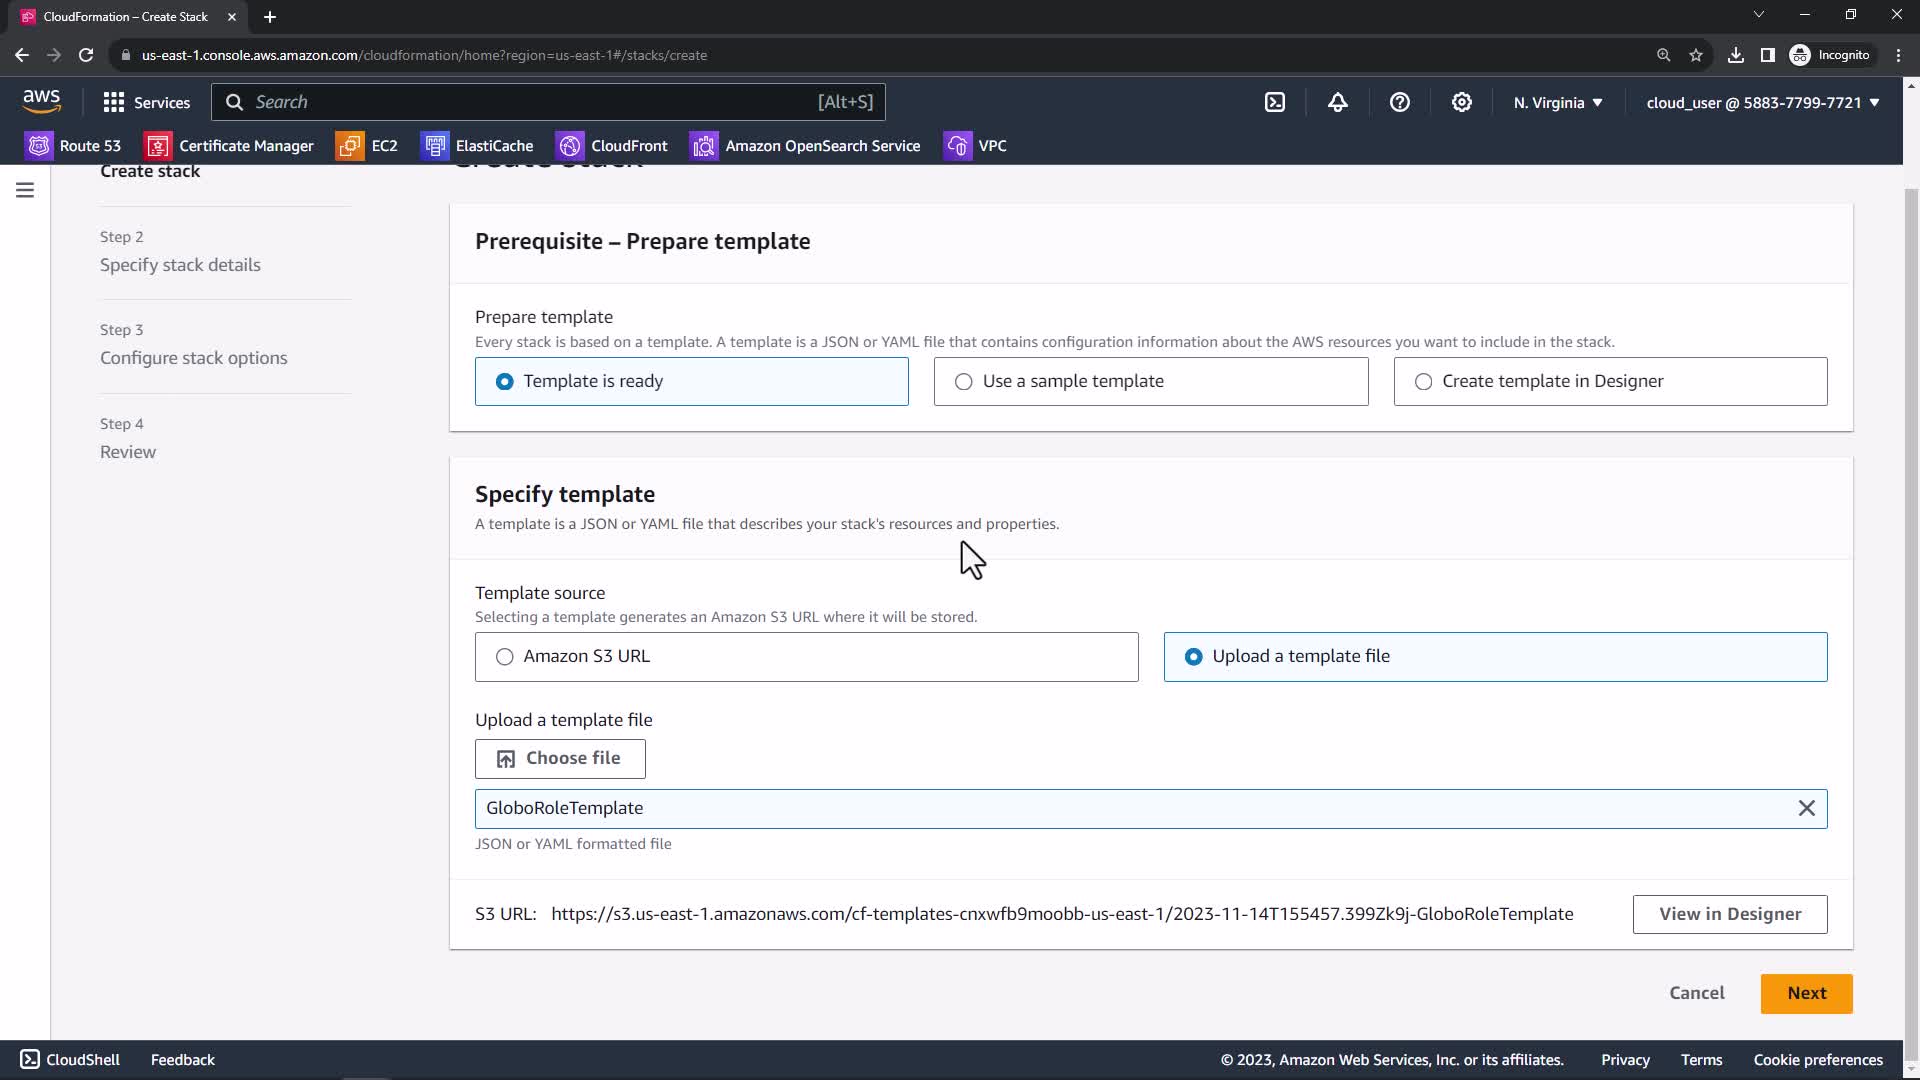 CloudFormation – Create Stack
us-east-1.console.aws.amazon.com/cloudformation/home?region=us-east-1#/stacks/create
Incognito
aws
Services
Search
[Alt+S]
N. Virginia
cloud_user @ 5883-7799-7721
Route 53
Certificate Manager
EC2
ElastiCache
CloudFront
Amazon OpenSearch Service
VPC
Create stack
Create stack
Step 2
Specify stack details
Step 3
Configure stack options
Step 4
Review
Prerequisite – Prepare template
Prepare template
Every stack is based on a template. A template is a JSON or YAML file that contains configuration information about the AWS resources you want to include in the stack.
Template is ready
Use a sample template
Create template in Designer
Specify template
A template is a JSON or YAML file that describes your stack's resources and properties.
Template source
Selecting a template generates an Amazon S3 URL where it will be stored.
Amazon S3 URL
Upload a template file
Upload a template file
Choose file
GloboRoleTemplate
JSON or YAML formatted file
S3 URL: https://s3.us-east-1.amazonaws.com/cf-templates-cnxwfb9moobb-us-east-1/2023-11-14T155457.399Zk9j-GloboRoleTemplate
View in Designer
Cancel
Next
CloudShell
Feedback
© 2023, Amazon Web Services, Inc. or its affiliates.
Privacy
Terms
Cookie preferences